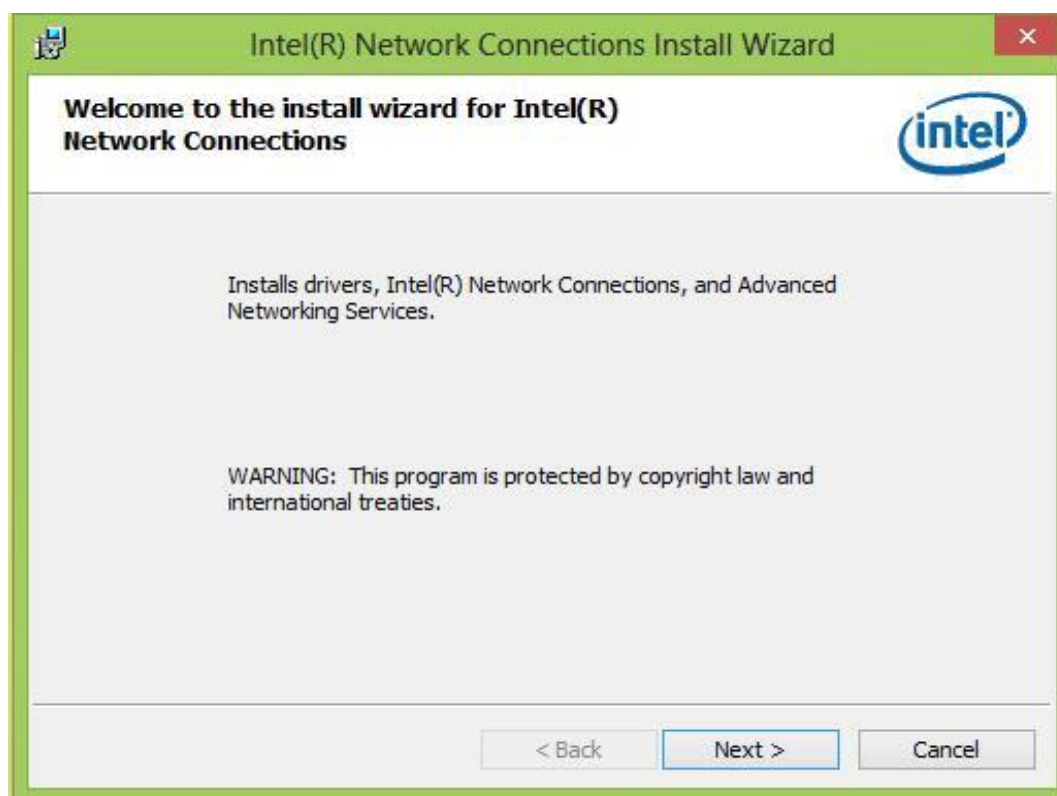 Intel(R) Network Connections Install Wizard
Welcome to the install wizard for Intel(R)
Network Connections
intel
Installs drivers, Intel(R) Network Connections, and Advanced
Networking Services.
WARNING:  This program is protected by copyright law and
international treaties.
< Back
Next >
Cancel